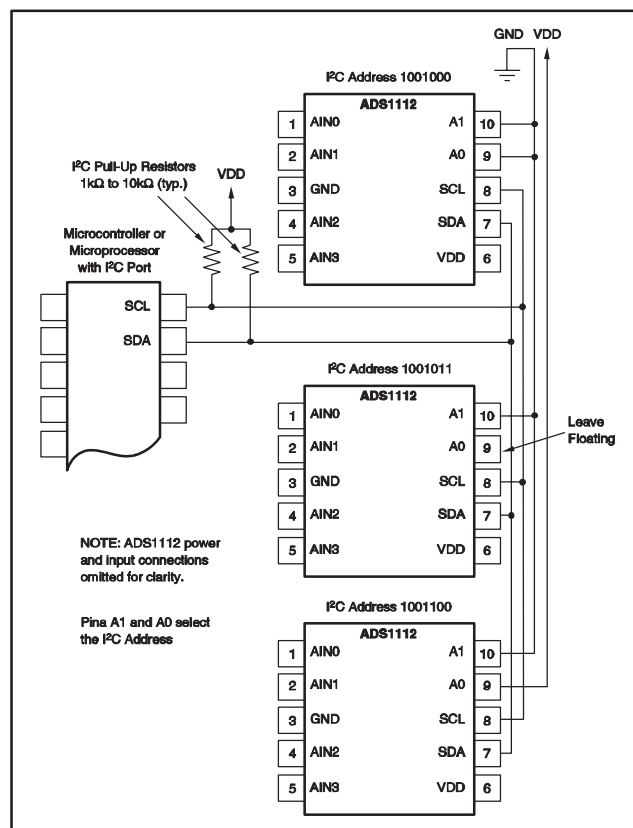 GND VDD
I²C Address 1001000
ADS1112
1 AIN0 A1 10
2 AIN1 A0 9
3 GND SCL 8
4 AIN2 SDA 7
5 AIN3 VDD 6
I²C Pull-Up Resistors
1kΩ to 10kΩ (typ.)
VDD
Microcontroller or
Microprocessor
with I²C Port
SCL
SDA
I²C Address 1001011
ADS1112
1 AIN0 A1 10
2 AIN1 A0 9
3 GND SCL 8
4 AIN2 SDA 7
5 AIN3 VDD 6
Leave
Floating
NOTE: ADS1112 power
and input connections
omitted for clarity.
Pina A1 and A0 select
the I²C Address
I²C Address 1001100
ADS1112
1 AIN0 A1 10
2 AIN1 A0 9
3 GND SCL 8
4 AIN2 SDA 7
5 AIN3 VDD 6